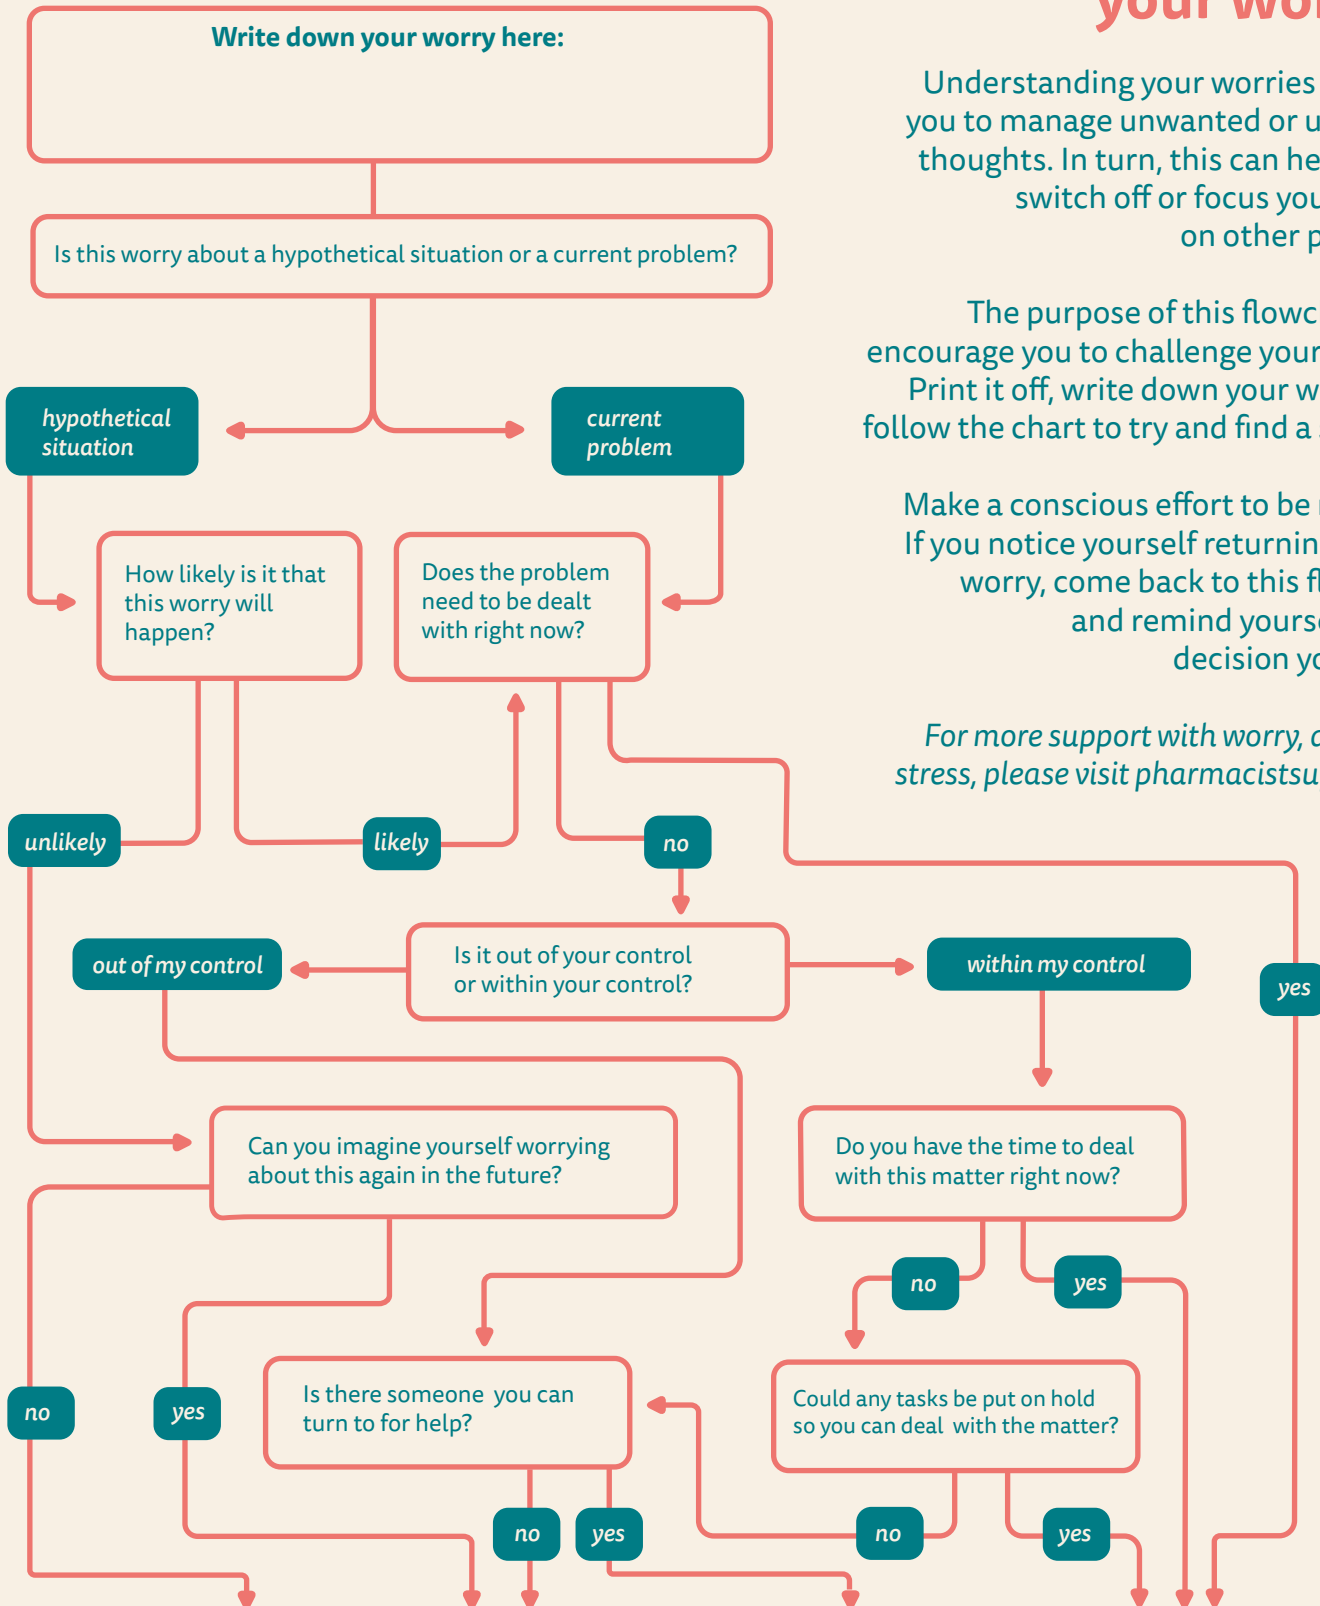 your
Write down your worry here:
Understanding your worries
you to manage unwanted or
thoughts. In turn, this can
switch off or focus
on other
Is this worry about a hypothetical situation or a current problem?
The purpose of this
encourage you to challenge your
Print it off, write down your
follow the chart to try and find a
hypothetical
situation
current
problem
Make a conscious effort to be
If you notice yourself
worry, come back to this
and remind
decision
How likely is it that
this worry will
happen?
Does the problem
need to be dealt
with right now?
For more support with worry,
stress, please visit
unlikely
likely
no
out of my control
Is it out of your control
or within your control?
within my control
yes
Can you imagine yourself worrying
about this again in the future?
Do you have the time to deal
with this matter right now?
no
yes
no
yes
Is there someone you can
turn to for help?
Could any tasks be put on hold
so you can deal with the matter?
no
yes
no
yes